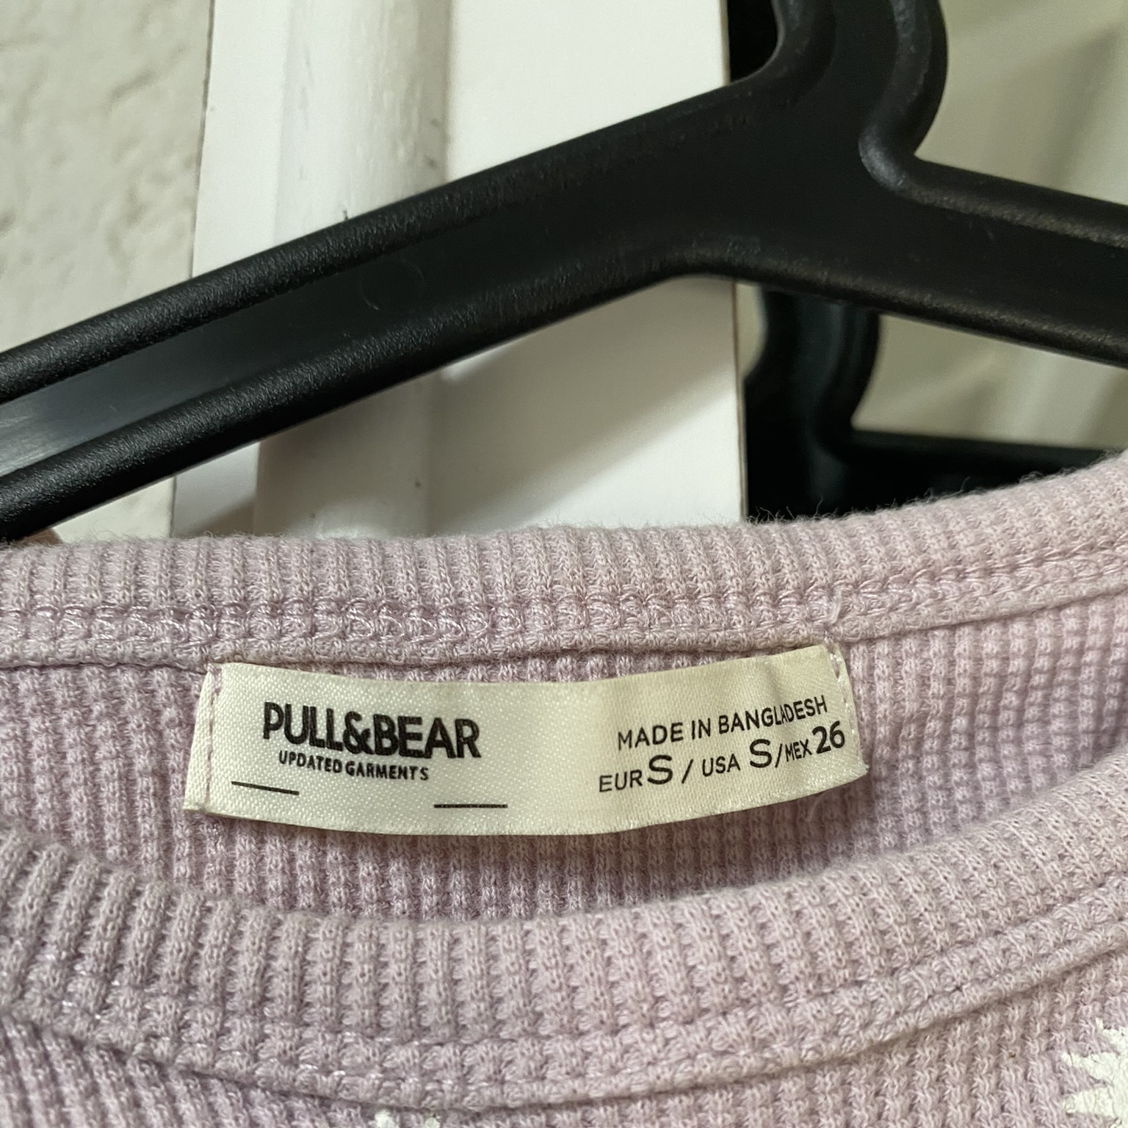 PULL&BEAR
UPDATED GARMENTS
MADE IN BANGLADESH
EUR S / USA S/MEX 26